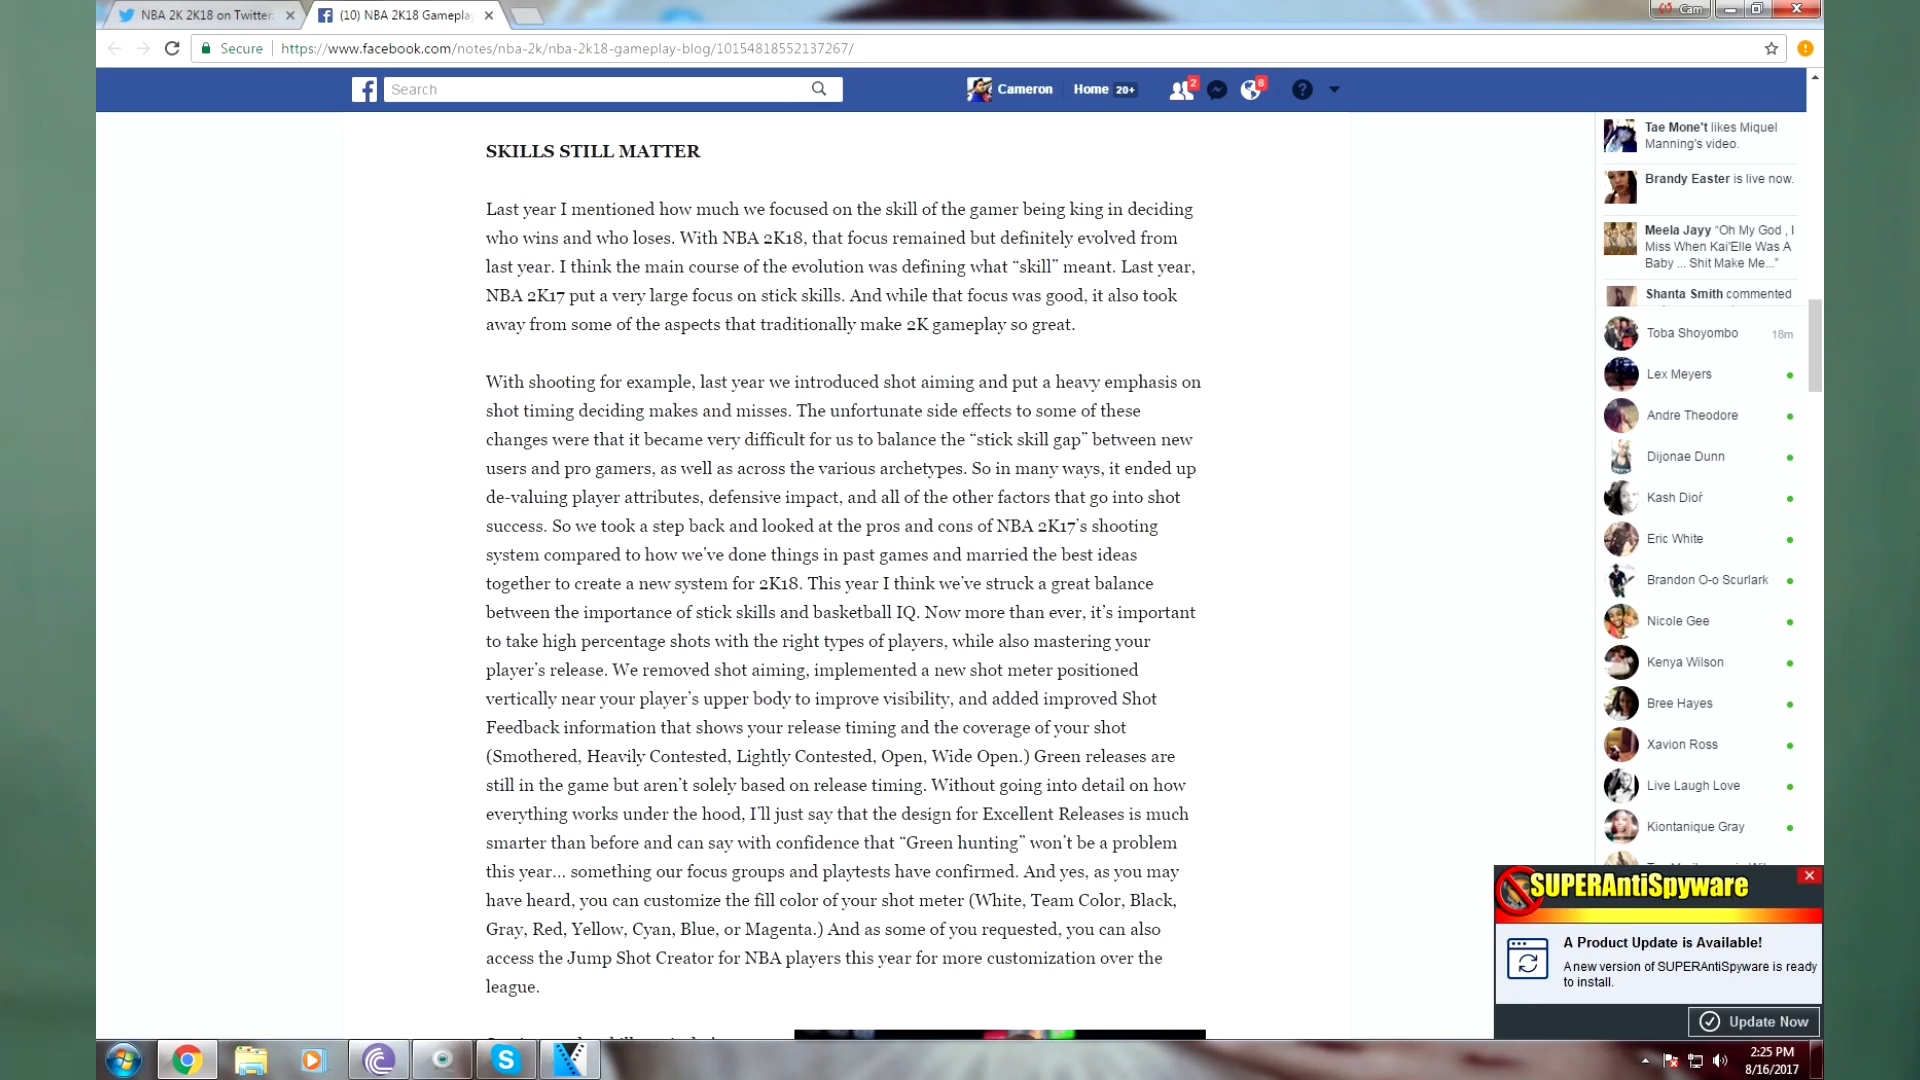 NBA 2K 2K18 on Twitter:
(10) NBA 2K18 Gameplay
Cam
Secure
https://www.facebook.com/notes/nba-2k/nba-2k18-gameplay-blog/10154818552137267/
Search
Cameron
Home 20+
2
8
SKILLS STILL MATTER
Last year I mentioned how much we focused on the skill of the gamer being king in deciding
who wins and who loses. With NBA 2K18, that focus remained but definitely evolved from
last year. I think the main course of the evolution was defining what “skill” meant. Last year,
NBA 2K17 put a very large focus on stick skills. And while that focus was good, it also took
away from some of the aspects that traditionally make 2K gameplay so great.
With shooting for example, last year we introduced shot aiming and put a heavy emphasis on
shot timing deciding makes and misses. The unfortunate side effects to some of these
changes were that it became very difficult for us to balance the “stick skill gap” between new
users and pro gamers, as well as across the various archetypes. So in many ways, it ended up
de-valuing player attributes, defensive impact, and all of the other factors that go into shot
success. So we took a step back and looked at the pros and cons of NBA 2K17’s shooting
system compared to how we’ve done things in past games and married the best ideas
together to create a new system for 2K18. This year I think we’ve struck a great balance
between the importance of stick skills and basketball IQ. Now more than ever, it’s important
to take high percentage shots with the right types of players, while also mastering your
player’s release. We removed shot aiming, implemented a new shot meter positioned
vertically near your player’s upper body to improve visibility, and added improved Shot
Feedback information that shows your release timing and the coverage of your shot
(Smothered, Heavily Contested, Lightly Contested, Open, Wide Open.) Green releases are
still in the game but aren’t solely based on release timing. Without going into detail on how
everything works under the hood, I’ll just say that the design for Excellent Releases is much
smarter than before and can say with confidence that “Green hunting” won’t be a problem
this year... something our focus groups and playtests have confirmed. And yes, as you may
have heard, you can customize the fill color of your shot meter (White, Team Color, Black,
Gray, Red, Yellow, Cyan, Blue, or Magenta.) And as some of you requested, you can also
access the Jump Shot Creator for NBA players this year for more customization over the
league.
Tae Mone't likes Miquel
Manning's video.
Brandy Easter is live now.
Meela Jayy “Oh My God , I
Miss When Kai'Elle Was A
Baby ... Shit Make Me...”
Shanta Smith commented
Toba Shoyombo 18m
Lex Meyers
Andre Theodore
Dijonae Dunn
Kash Dioř
Eric White
Brandon O-o Scurlark
Nicole Gee
Kenya Wilson
Bree Hayes
Xavion Ross
Live Laugh Love
Kiontanique Gray
SUPERAntiSpyware
A Product Update is Available!
A new version of SUPERAntiSpyware is ready
to install.
Update Now
2:25 PM
8/16/2017